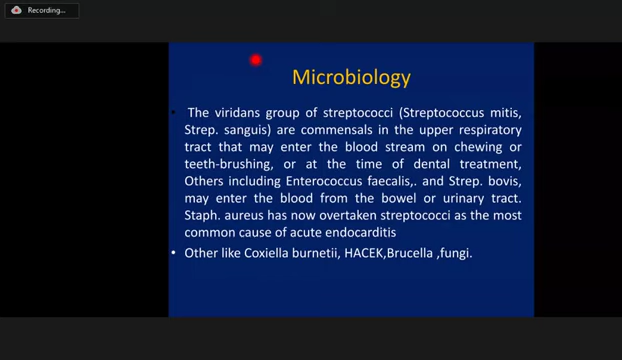 Recording...
Microbiology
• The viridans group of streptococci (Streptococcus mitis,
Strep. sanguis) are commensals in the upper respiratory
tract that may enter the blood stream on chewing or
teeth-brushing, or at the time of dental treatment,
Others including Enterococcus faecalis,. and Strep. bovis,
may enter the blood from the bowel or urinary tract.
Staph. aureus has now overtaken streptococci as the most
common cause of acute endocarditis
• Other like Coxiella burnetii, HACEK,Brucella ,fungi.